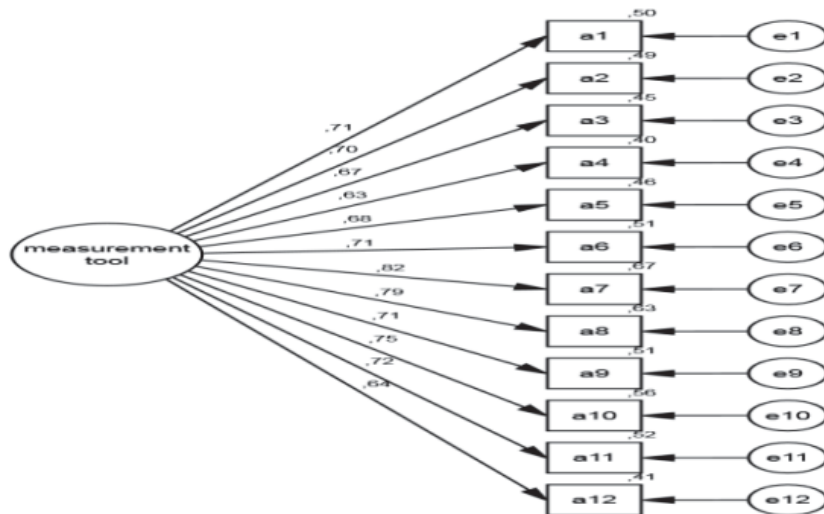 ,50
a1
e1
,49
a2
e2
,45
a3
e3
,40
a4
e4
,46
a5
e5
,51
a6
e6
,67
a7
e7
,63
a8
e8
,51
a9
e9
,56
a10
e10
,52
a11
e11
,41
a12
e12
,71
,70
,67
,63
,68
,71
,82
,79
,71
,75
,72
,64
measurement
tool